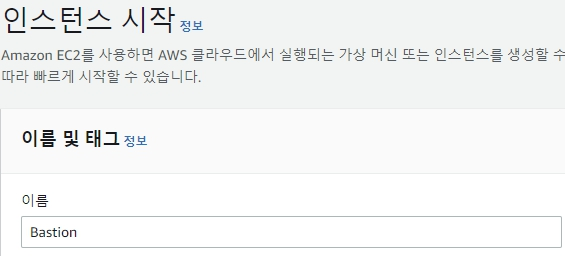 인스턴스 시작 정보
Amazon EC2를 사용하면 AWS 클라우드에서 실행되는 가상 머신 또는 인스턴스를 생성할 수
따라 빠르게 시작할 수 있습니다.
이름 및 태그 정보
이름
Bastion